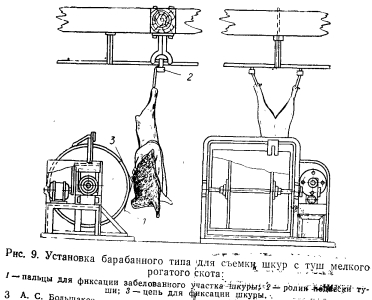 2
3
1
Рис. 9. Установка барабанного типа для съемки шкур с туш мелкого
рогатого скота:
1 — пальцы для фиксации забелованного участка шкуры; 2 — ролик подвески ту-
ши; 3 — цепь для фиксации шкуры.
3 А. С. Большаков